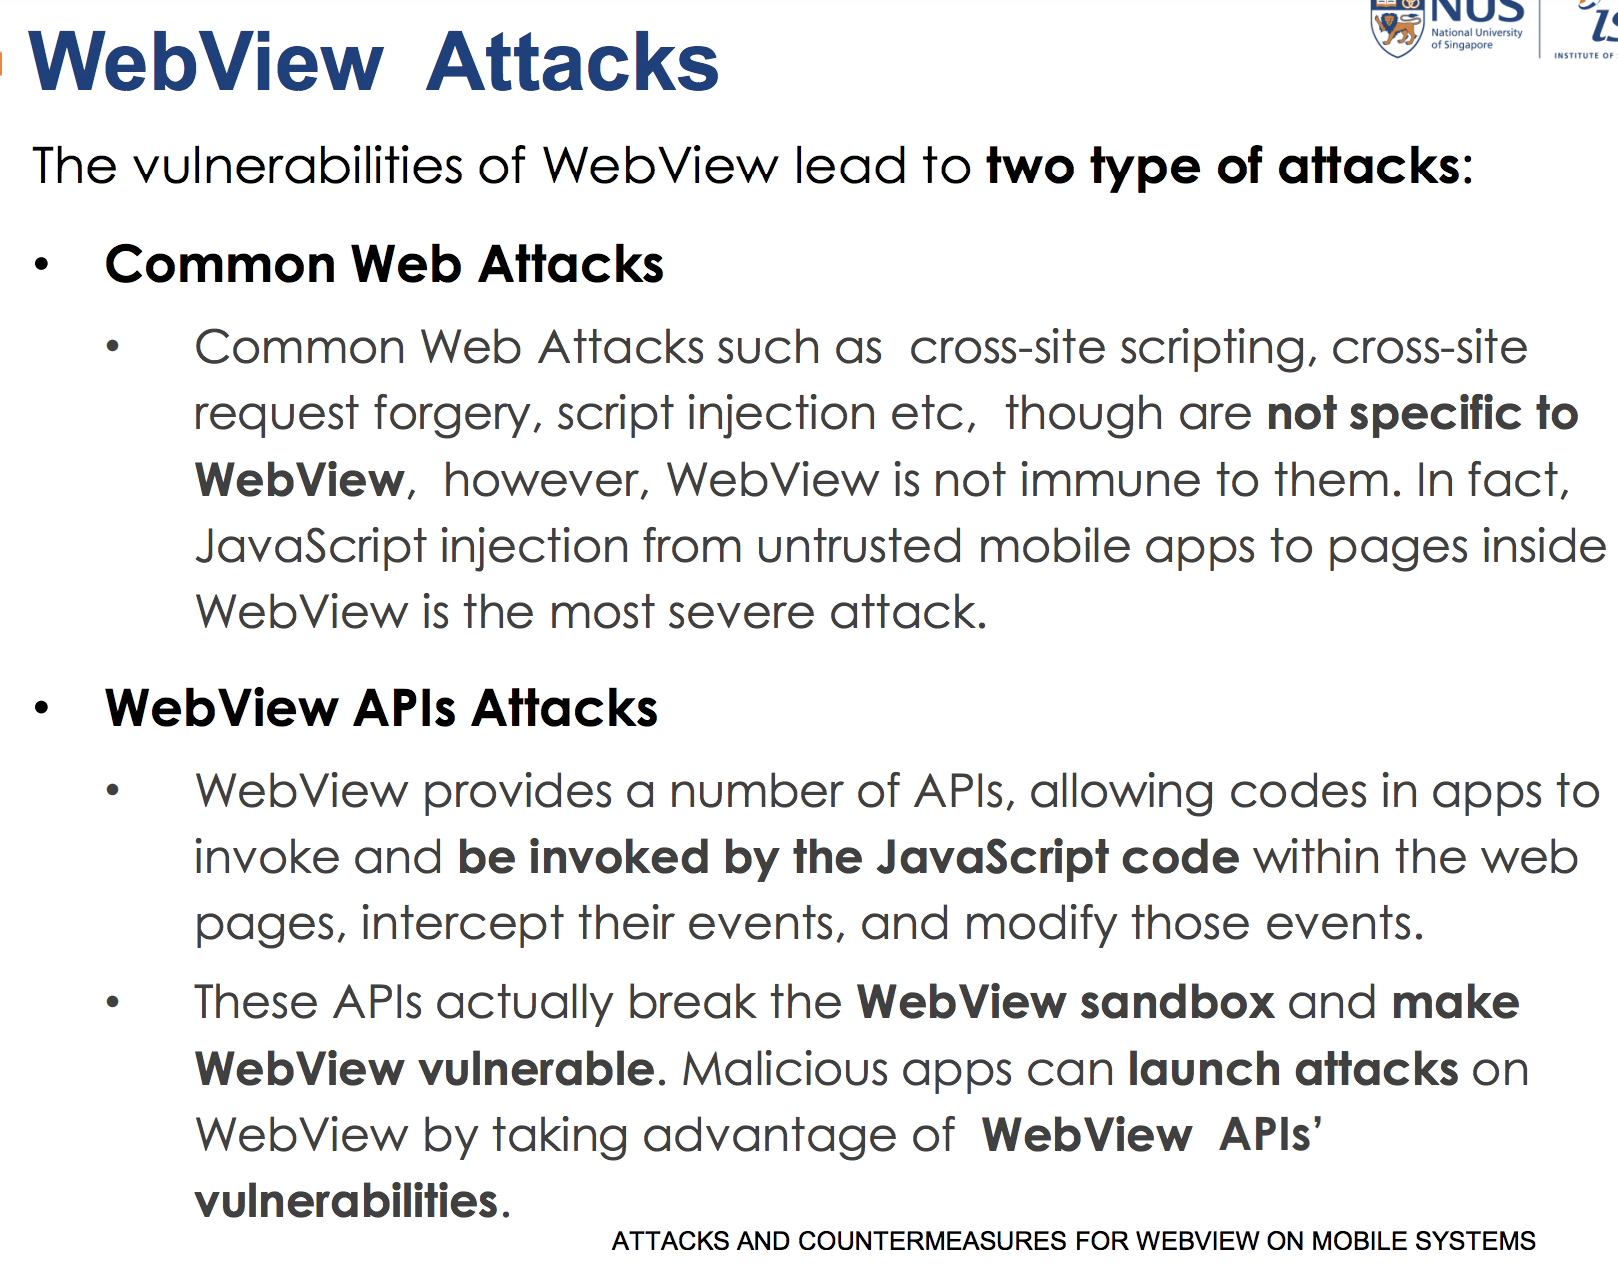 NUS
National University
of Singapore
INSTITUTE OF
WebView  Attacks
The vulnerabilities of WebView lead to two type of attacks:
• Common Web Attacks
• Common Web Attacks such as  cross-site scripting, cross-site
request forgery, script injection etc,  though are not specific to
WebView,  however, WebView is not immune to them. In fact,
JavaScript injection from untrusted mobile apps to pages inside
WebView is the most severe attack.
• WebView APIs Attacks
• WebView provides a number of APIs, allowing codes in apps to
invoke and be invoked by the JavaScript code within the web
pages, intercept their events, and modify those events.
• These APIs actually break the WebView sandbox and make
WebView vulnerable. Malicious apps can launch attacks on
WebView by taking advantage of  WebView  APIs’
vulnerabilities.
ATTACKS AND COUNTERMEASURES FOR WEBVIEW ON MOBILE SYSTEMS